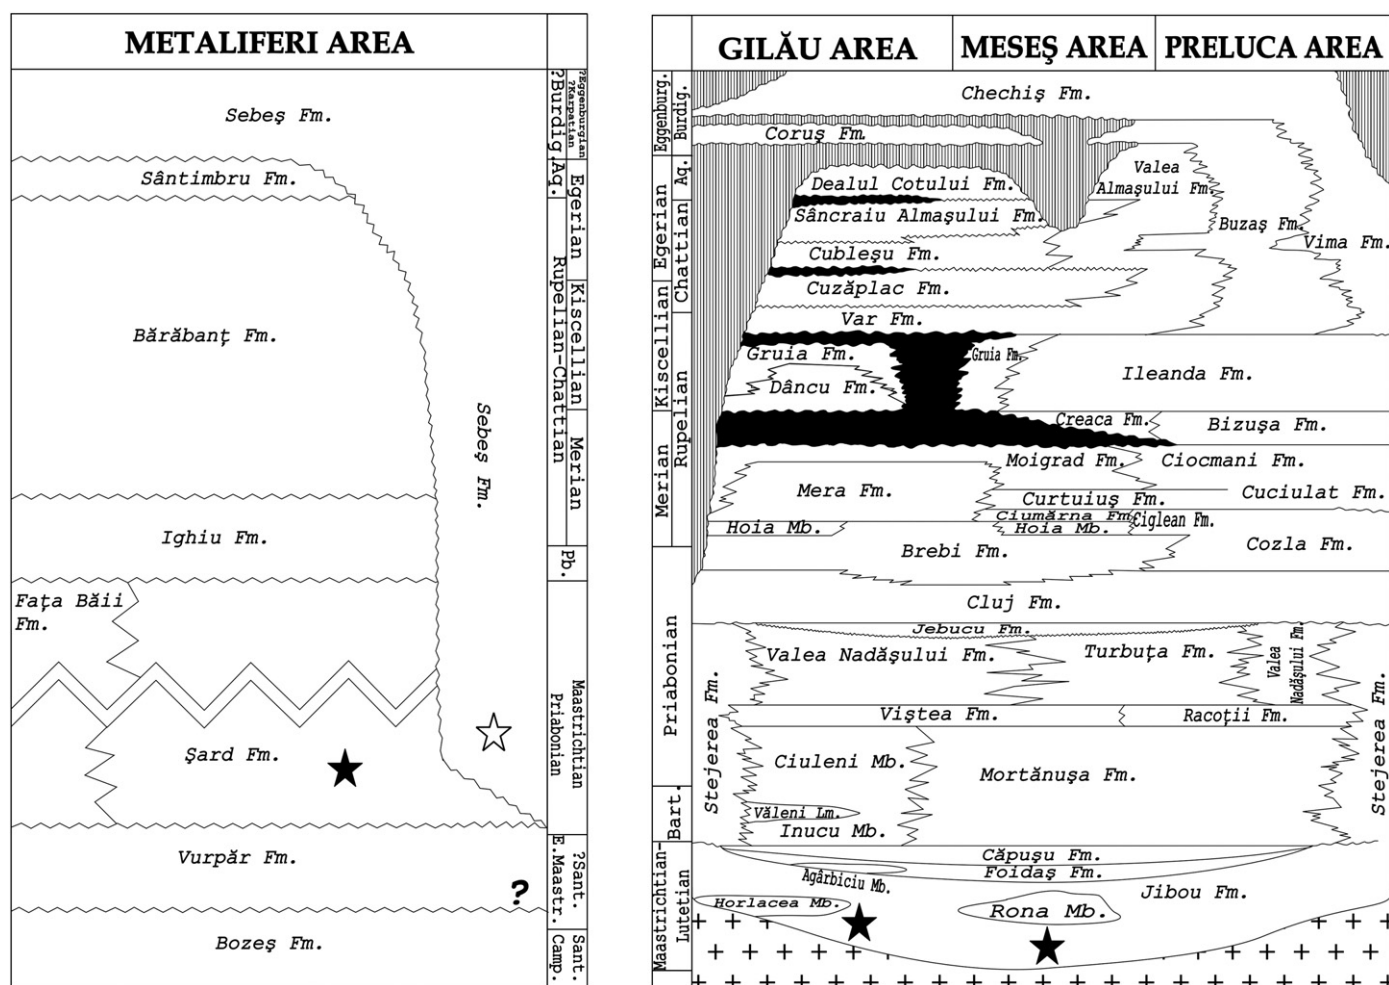 METALIFERI AREA
Sebeş Fm.
Sântimbru Fm.
Bărăbanţ Fm.
Sebeş Fm.
Ighiu Fm.
Faţa Băii
Fm.
Şard Fm.
Vurpăr Fm.
?
Bozeş Fm.
?Burdig.
Aq.
Rupelian-Chattian
Pb.
Priabonian
Maastrichtian
E.Maastr.
?Sant.
Camp.
Sant.
?Eggenburgian
?Karpatian
Egerian
Kiscellian
Merian
GILĂU AREA
MESEŞ AREA
PRELUCA AREA
Eggenburg.
Burdig.
Aq.
Egerian
Chattian
Kiscellian
Rupelian
Merian
Priabonian
Bart.
Maastrichtian-
Lutetian
Chechiş Fm.
Coruş Fm.
Dealul Cotului Fm.
Valea
Almaşului Fm.
Sâncraiu Almaşului Fm.
Buzaş Fm.
Vima Fm.
Cubleşu Fm.
Cuzăplac Fm.
Var Fm.
Gruia Fm.
Gruia Fm.
Dâncu Fm.
Ileanda Fm.
Creaca Fm.
Bizuşa Fm.
Moigrad Fm.
Ciocmani Fm.
Mera Fm.
Curtuiuş Fm.
Cuciulat Fm.
Ciumărna Fm.
Ciglean Fm.
Hoia Mb.
Hoia Mb.
Brebi Fm.
Cozla Fm.
Cluj Fm.
Jebucu Fm.
Valea Nadăşului Fm.
Turbuţa Fm.
Valea
Nadăşului Fm.
Stejerea Fm.
Stejerea Fm.
Viştea Fm.
Racoţii Fm.
Ciuleni Mb.
Mortănuşa Fm.
Văleni Lm.
Inucu Mb.
Căpuşu Fm.
Foidaş Fm.
Agârbiciu Mb.
Jibou Fm.
Horlacea Mb.
Rona Mb.